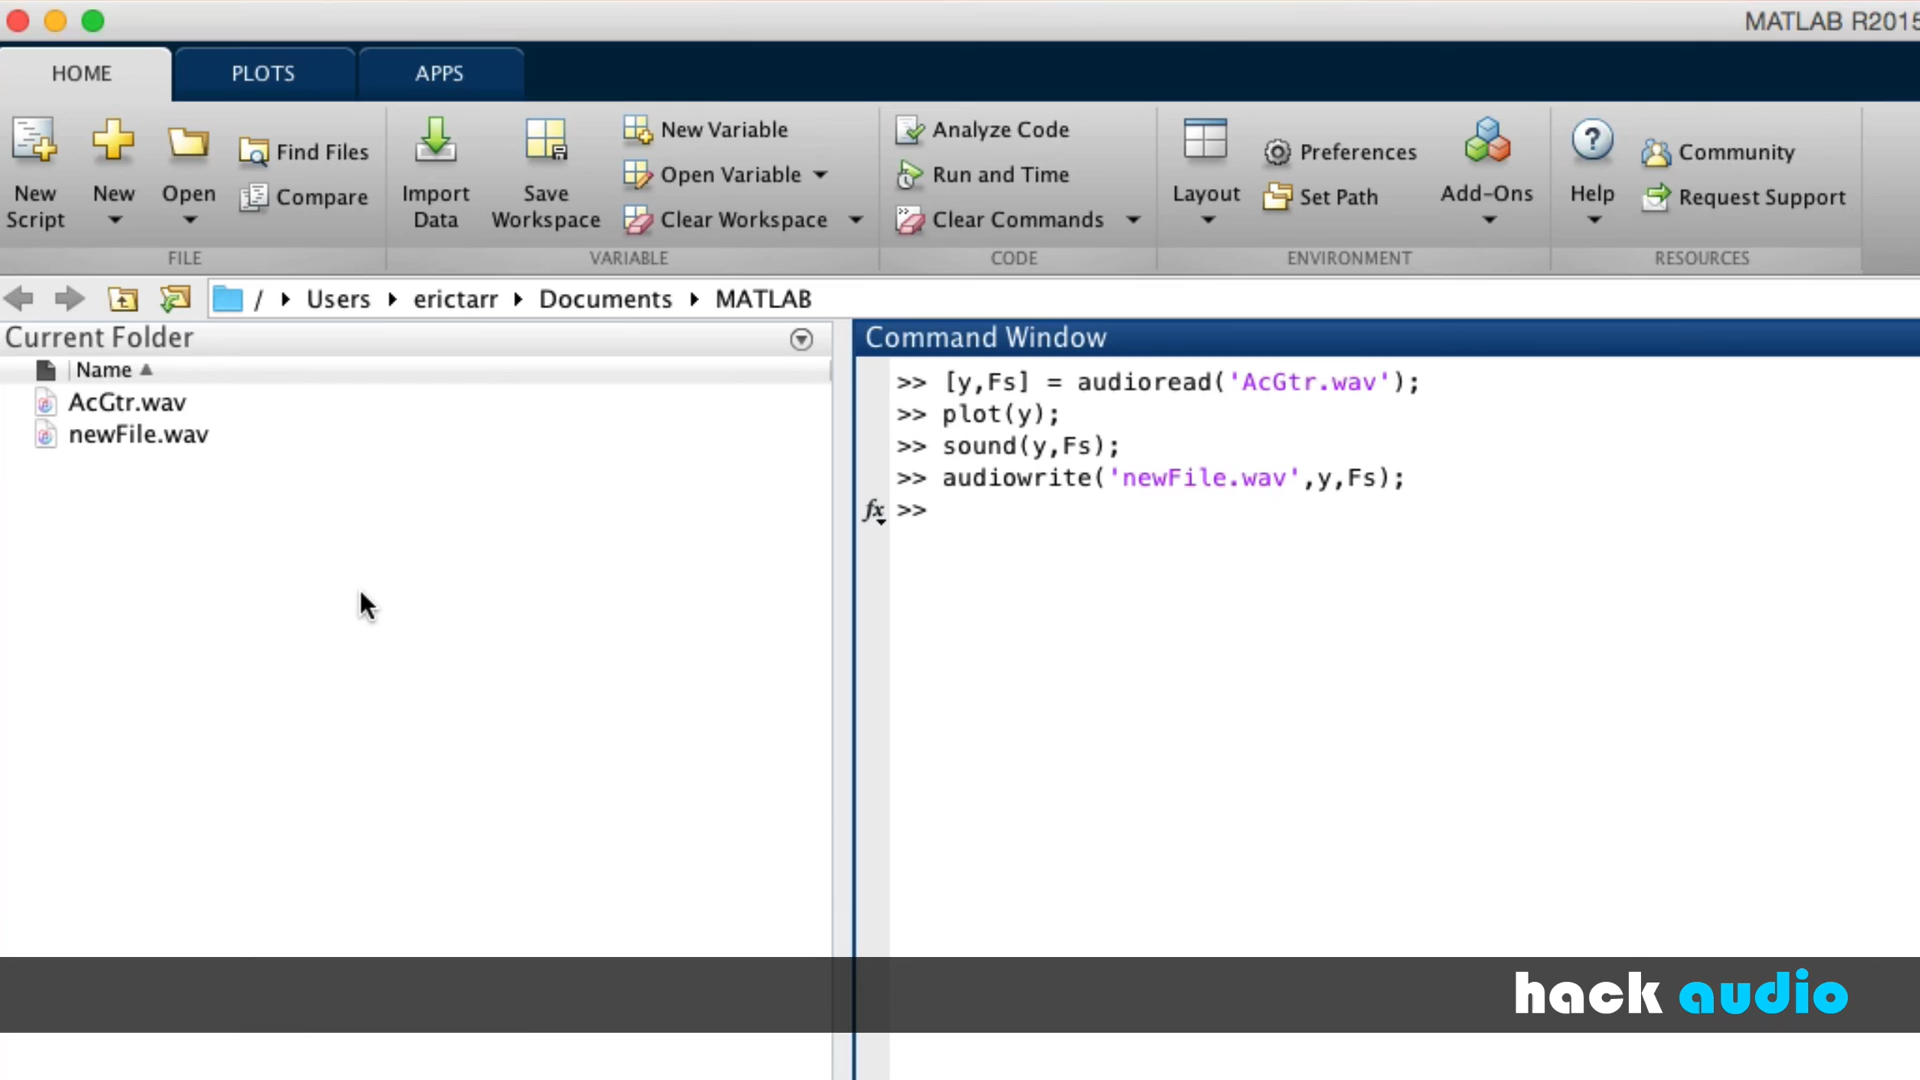 MATLAB R2015
HOME PLOTS APPS
New Script
New
Open
Find Files
Compare
FILE
Import Data
Save Workspace
New Variable
Open Variable
Clear Workspace
VARIABLE
Analyze Code
Run and Time
Clear Commands
CODE
Layout
Preferences
Set Path
Add-Ons
ENVIRONMENT
? Help
Community
Request Support
RESOURCES
/ Users erictarr Documents MATLAB
Current Folder
Name
AcGtr.wav
newFile.wav
Command Window
>> [y,Fs] = audioread('AcGtr.wav');
>> plot(y);
>> sound(y,Fs);
>> audiowrite('newFile.wav',y,Fs);
fx >>
hack audio